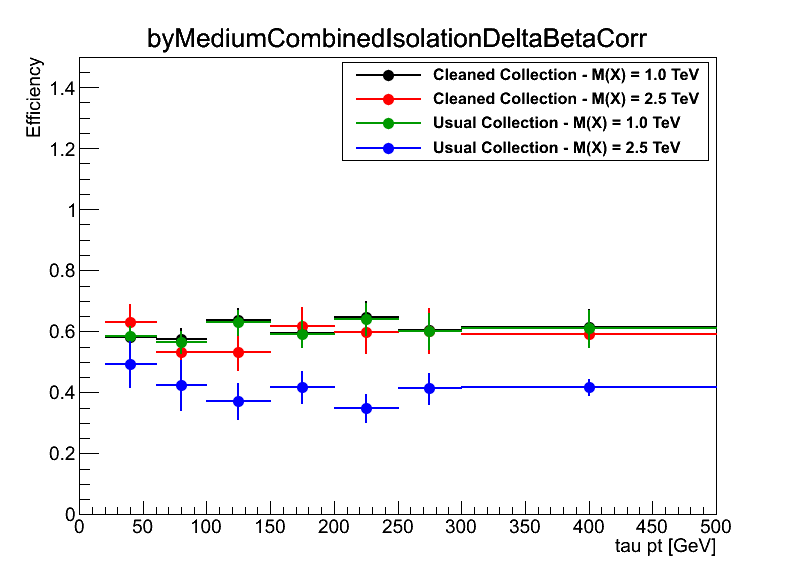 byMediumCombinedIsolationDeltaBetaCorr
Efficiency
Cleaned Collection - M(X) = 1.0 TeV
Cleaned Collection - M(X) = 2.5 TeV
Usual Collection - M(X) = 1.0 TeV
Usual Collection - M(X) = 2.5 TeV
1.4
1.2
1
0.8
0.6
0.4
0.2
0
0 50 100 150 200 250 300 350 400 450 500
tau pt [GeV]